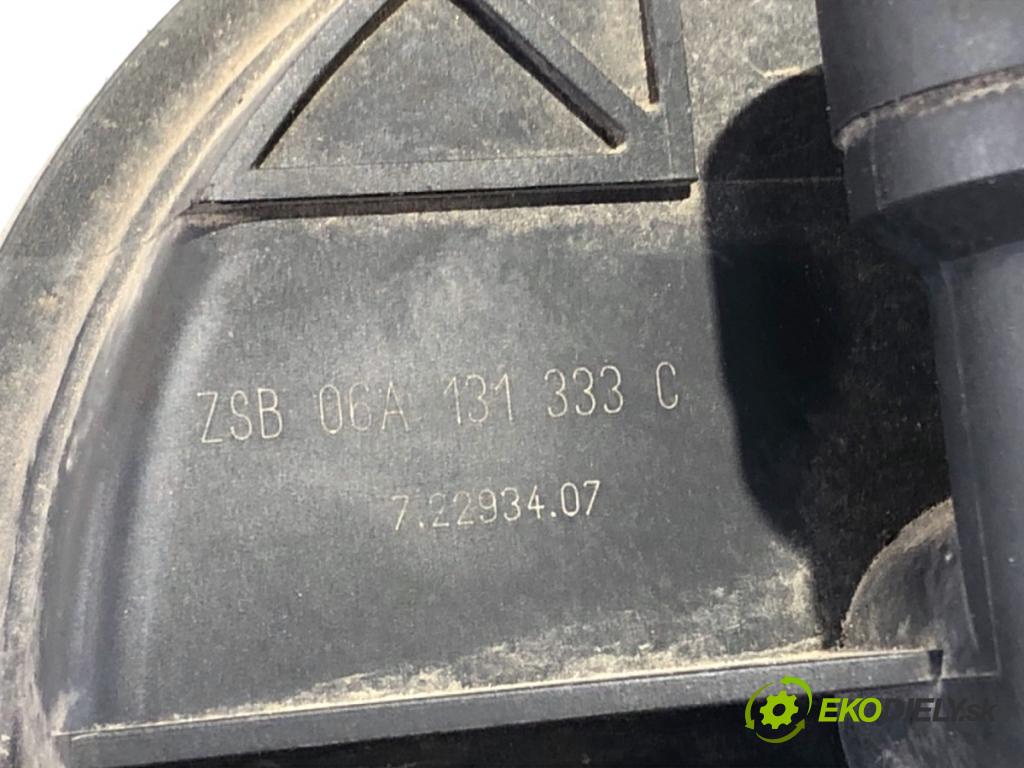 ZSB 06A 131 333 C
7.22934.07
EKODIELY.sk